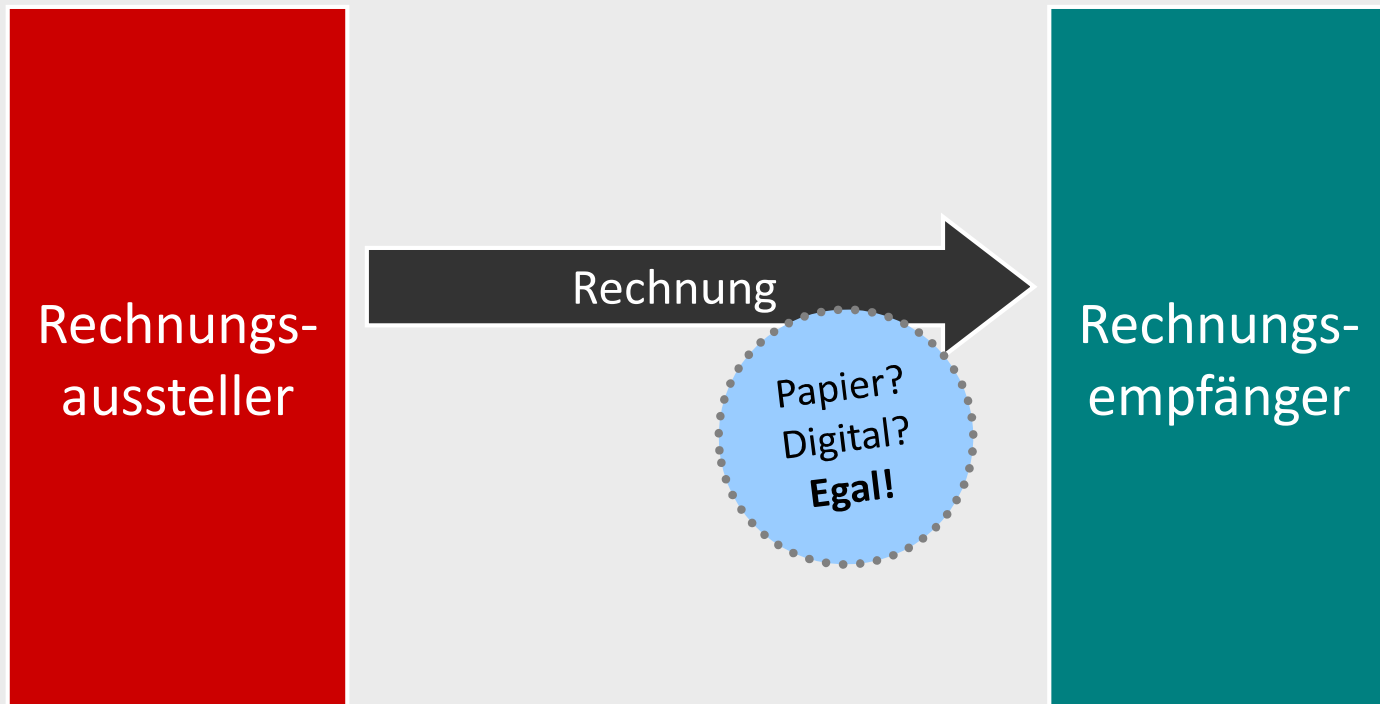 Rechnungs-
aussteller
Rechnung
Papier?
Digital?
Egal!
Rechnungs-
empfänger